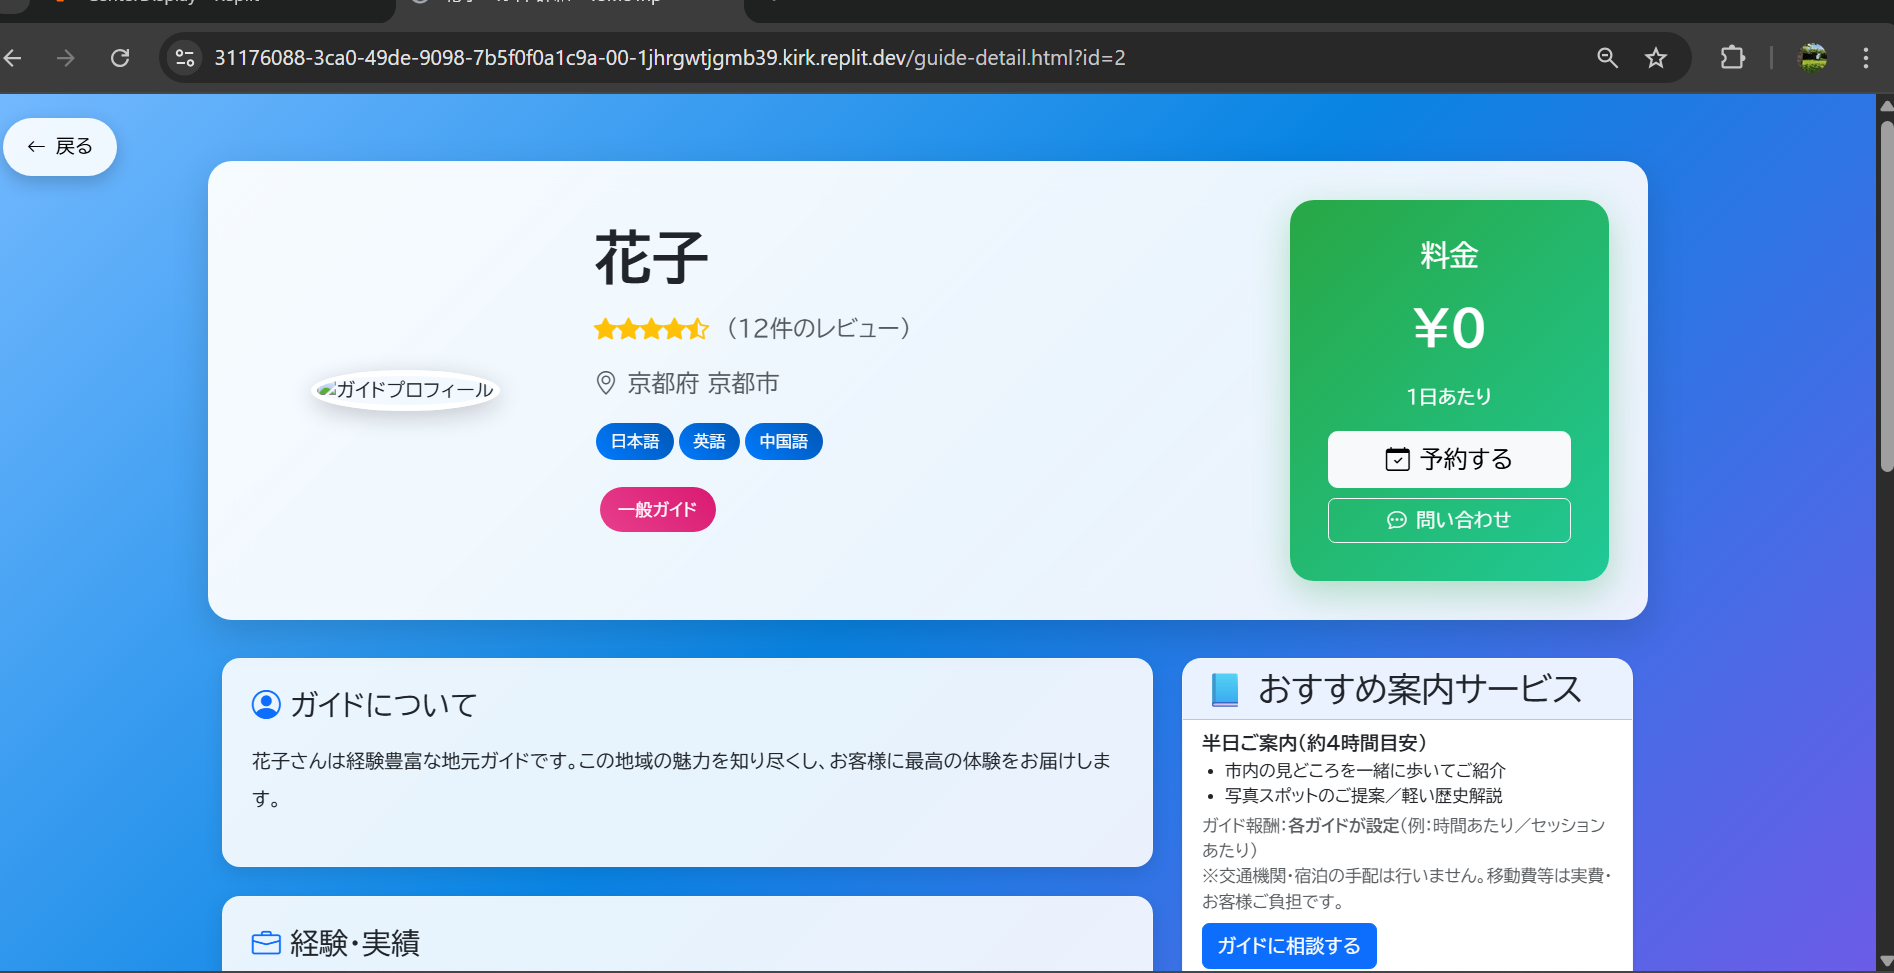 31176088-3ca0-49de-9098-7b5f0f0a1c9a-00-1jhrgwtjgmb39.kirk.replit.dev/guide-detail.html?id=2
← 戻る
花子
(12件のレビュー)
京都府 京都市
日本語 英語 中国語
一般ガイド
ガイドプロフィール
料金
¥0
1日あたり
予約する
問い合わせ
ガイドについて
花子さんは経験豊富な地元ガイドです。この地域の魅力を知り尽くし、お客様に最高の体験をお届けしま
す。
経験・実績
おすすめ案内サービス
半日ご案内(約4時間目安)
• 市内の見どころを一緒に歩いてご紹介
• 写真スポットのご提案/軽い歴史解説
ガイド報酬:各ガイドが設定(例:時間あたり/セッション
あたり)
※交通機関・宿泊の手配は行いません。移動費等は実費・
お客様ご負担です。
ガイドに相談する